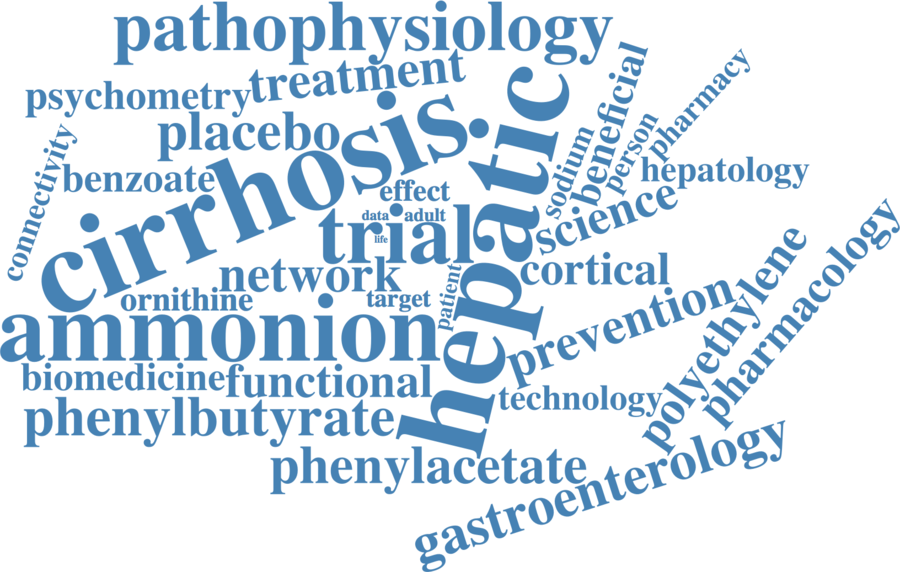 pathophysiology
treatment
psychometry
placebo
cirrhosis
hepatic
beneficial
pharmacy
person
sodium
connectivity
benzoate
hepatology
effect
data
adult
science
trial
life
network
cortical
patient
ornithine
target
prevention
polyethylene
pharmacology
ammonion
biomedicine
functional
technology
phenylbutyrate
phenylacetate
gastroenterology